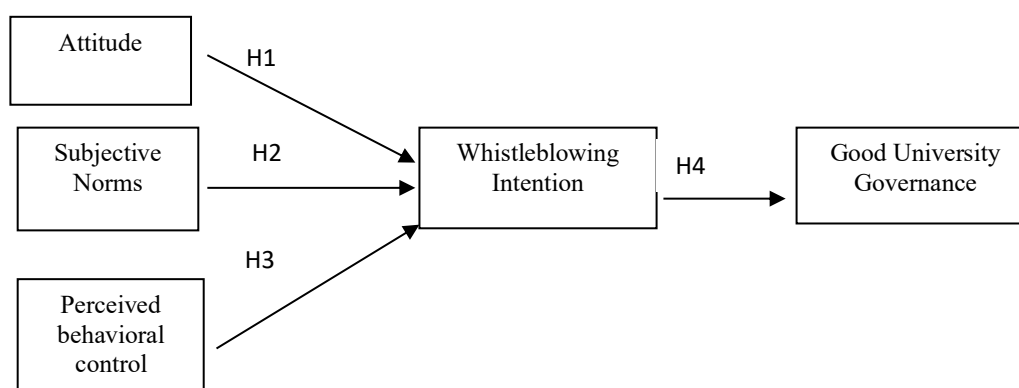 Attitude
H1
Subjective
Norms
H2
Whistleblowing
Intention
H4
Good University
Governance
H3
Perceived
behavioral
control